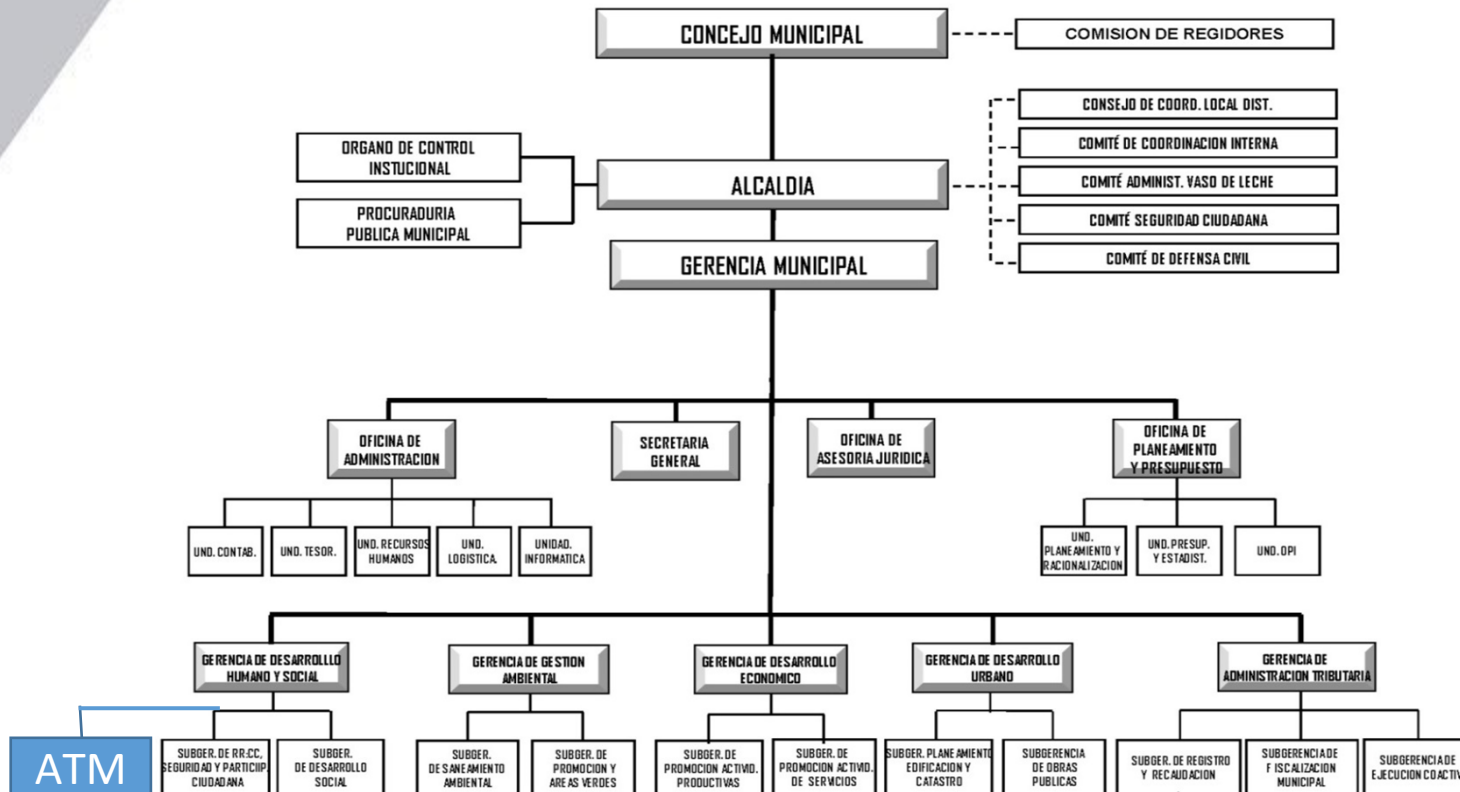 CONCEJO MUNICIPAL
COMISION DE REGIDORES
CONSEJO DE COORD. LOCAL DIST.
COMITÉ DE COORDINACION INTERNA
COMITÉ ADMINIST. VASO DE LECHE
COMITÉ SEGURIDAD CIUDADANA
COMITÉ DE DEFENSA CIVIL
ORGANO DE CONTROL
INSTUCIONAL
PROCURADURIA
PUBLICA MUNICIPAL
ALCALDIA
GERENCIA MUNICIPAL
OFICINA DE
ADMINISTRACION
SECRETARIA
GENERAL
OFICINA DE
ASESORIA JURIDICA
OFICINA DE
PLANEAMIENTO
Y PRESUPUESTO
UND. CONTAB.
UND. TESOR.
UND. RECURSOS
HUMANOS
UND.
LOGISTICA.
UNIDAD.
INFORMATICA
UND.
PLANEAMIENTO Y
RACIONALIZACION
UND. PRESUP.
Y ESTADIST.
UND. OPI
GERENCIA DE DESARROLLLO
HUMANO Y SOCIAL
GERENCIA DE GESTION
AMBIENTAL
GERENCIA DE DESARROLLO
ECONOMICO
GERENCIA DE DESARROLLO
URBANO
GERENCIA DE
ADMINISTRACION TRIBUTARIA
ATM
SUBGER. DE RR.CC,
SEGURIDAD Y PARTICIIP.
CIUDADANA
SUBGER.
DE DESARROLLO
SOCIAL
SUBGER.
DE SANEAMIENTO
AMBIENTAL
SUBGER. DE
PROMOCION Y
AREAS VERDES
SUBGER. DE
PROMOCION ACTIVID.
PRODUCTIVAS
SUBGER. DE
PROMOCION ACTIVID.
DE SERVICIOS
SUBGER. PLANEAMIENTO
EDIFICACION Y
CATASTRO
SUBGERENCIA
DE OBRAS
PUBLICAS
SUBGER. DE REGISTRO
Y RECAUDACION
SUBGERENCIA DE
F ISCALIZACION
MUNICIPAL
SUBGERENCIA DE
EJECUCION COACTIV